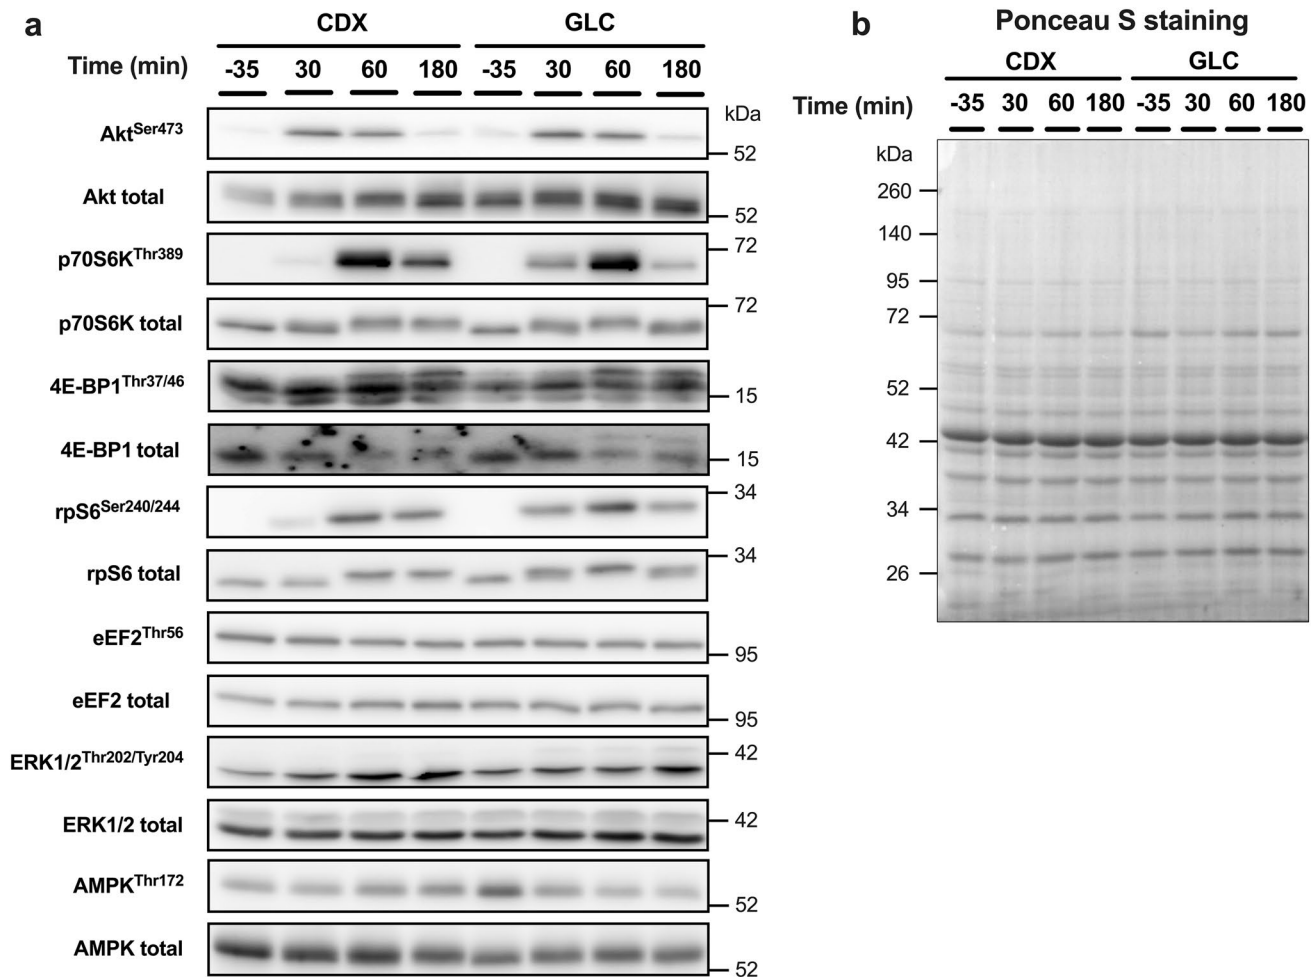 a
CDX GLC
Time (min) -35 30 60 180 -35 30 60 180
kDa
Akt^Ser473
52
Akt total
52
p70S6K^Thr389
72
p70S6K total
72
4E-BP1^Thr37/46
15
4E-BP1 total
15
rpS6^Ser240/244
34
rpS6 total
34
eEF2^Thr56
95
eEF2 total
95
ERK1/2^Thr202/Tyr204
42
ERK1/2 total
42
AMPK^Thr172
52
AMPK total
52
b
Ponceau S staining
CDX GLC
Time (min) -35 30 60 180 -35 30 60 180
kDa
260
140
95
72
52
42
34
26